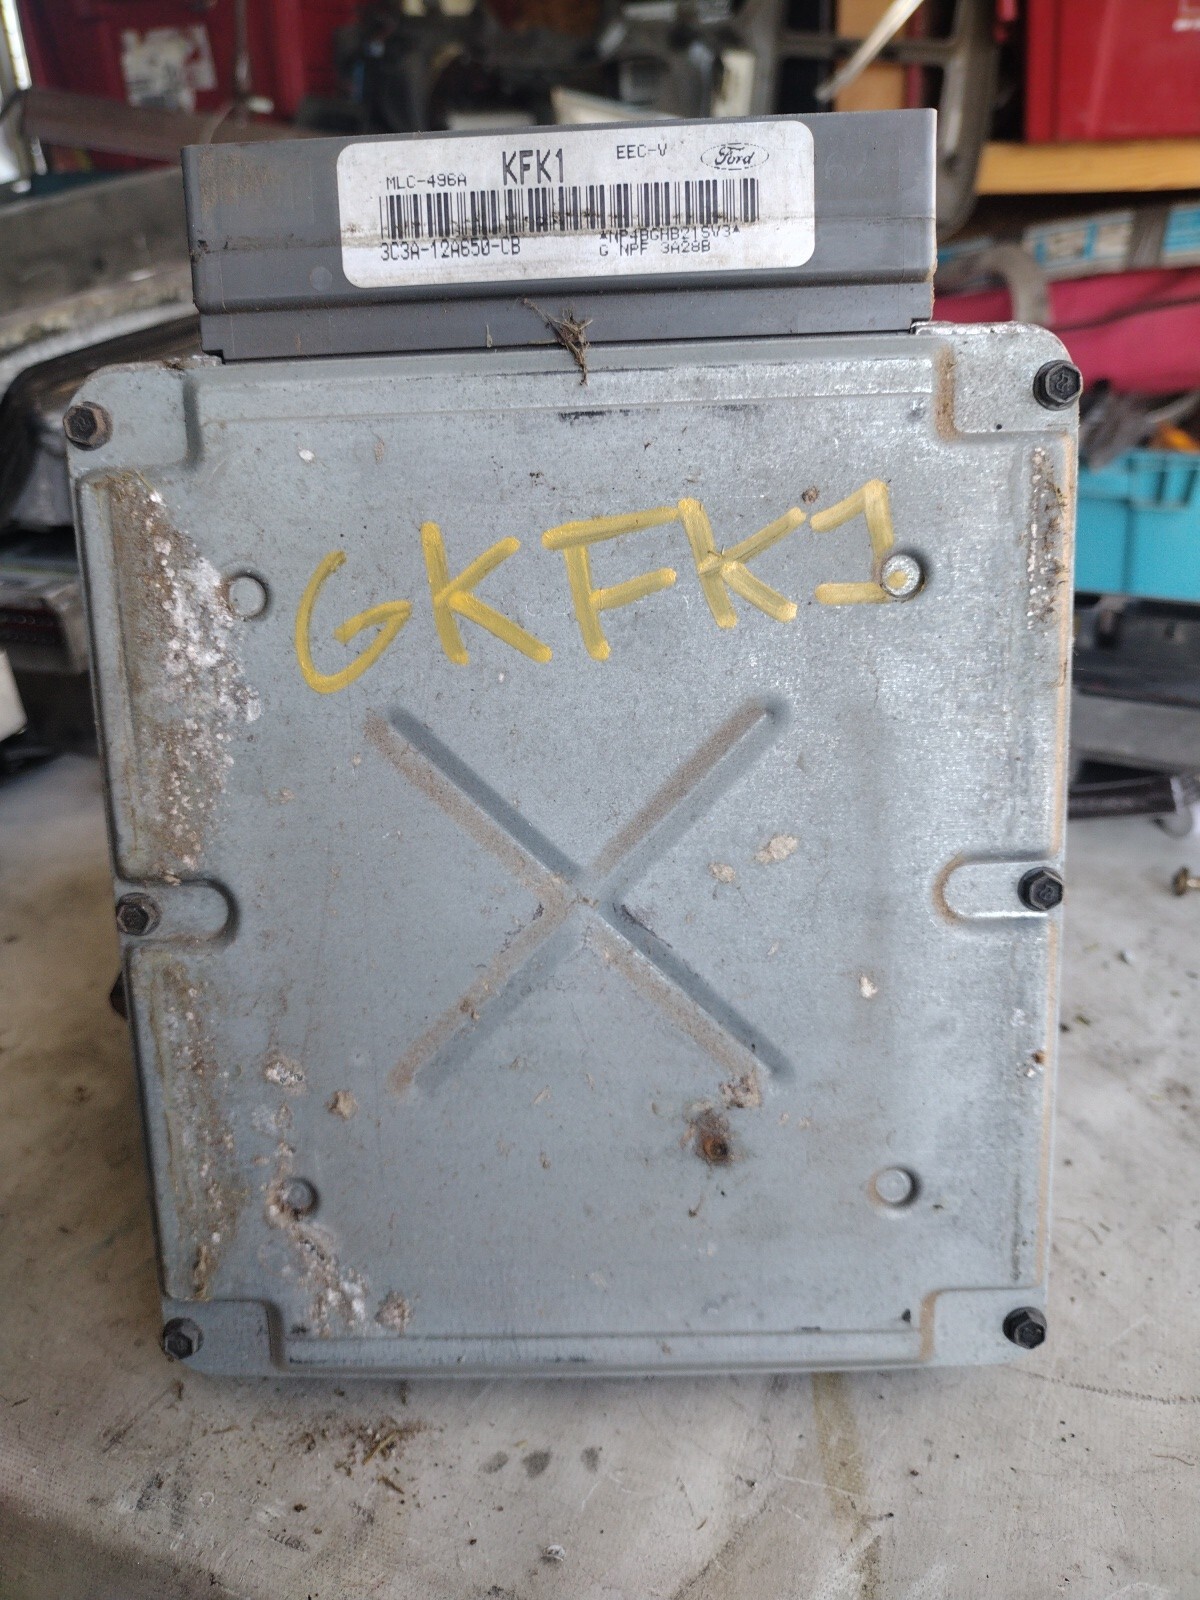 MLC-496A KFK1 EEC-V Ford
3C3A-12A650-CB
G NPF 3A28B
GKFK1